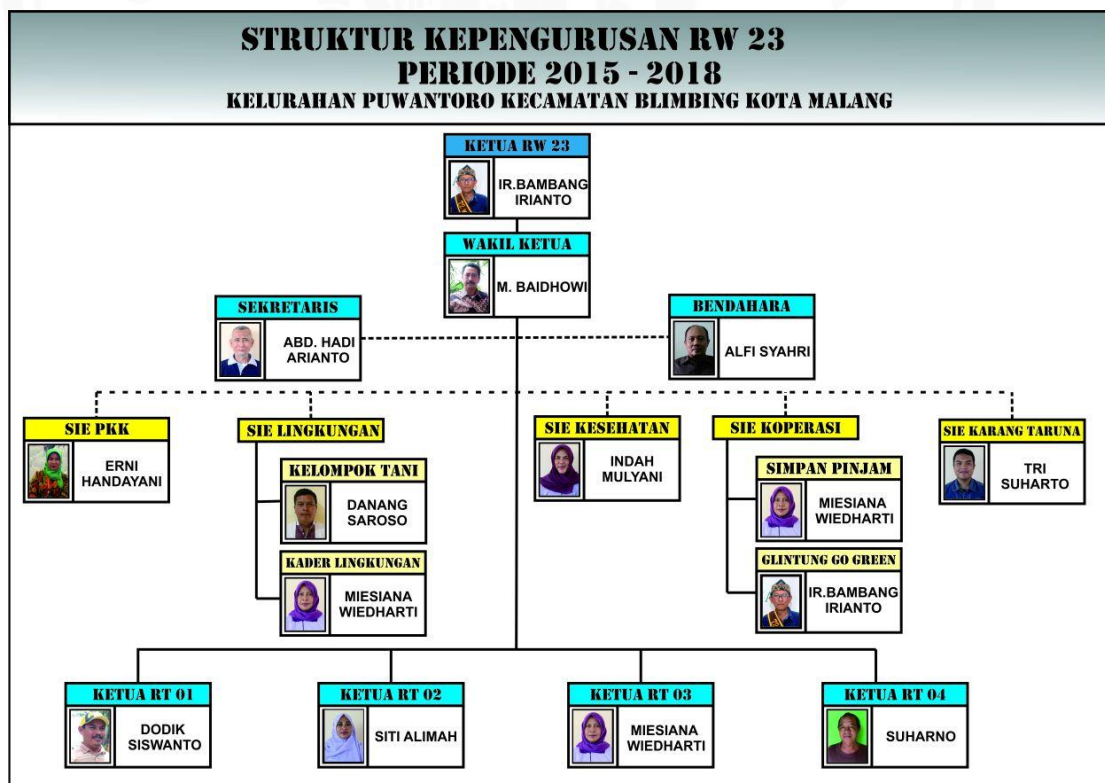 STRUKTUR KEPENGURUSAN RW 23
PERIODE 2015 - 2018
KELURAHAN PUWANTORO KECAMATAN BLIMBING KOTA MALANG
KETUA RW 23
IR.BAMBANG
IRIANTO
WAKIL KETUA
M. BAIDHOWI
SEKRETARIS
ABD. HADI
ARIANTO
BENDAHARA
ALFI SYAHRI
SIE PKK
ERNI
HANDAYANI
SIE LINGKUNGAN
KELOMPOK TANI
DANANG
SAROSO
KADER LINGKUNGAN
MIESIANA
WIEDHARTI
SIE KESEHATAN
INDAH
MULYANI
SIE KOPERASI
SIMPAN PINJAM
MIESIANA
WIEDHARTI
GLINTUNG GO GREEN
IR.BAMBANG
IRIANTO
SIE KARANG TARUNA
TRI
SUHARTO
KETUA RT 01
DODIK
SISWANTO
KETUA RT 02
SITI ALIMAH
KETUA RT 03
MIESIANA
WIEDHARTI
KETUA RT 04
SUHARNO